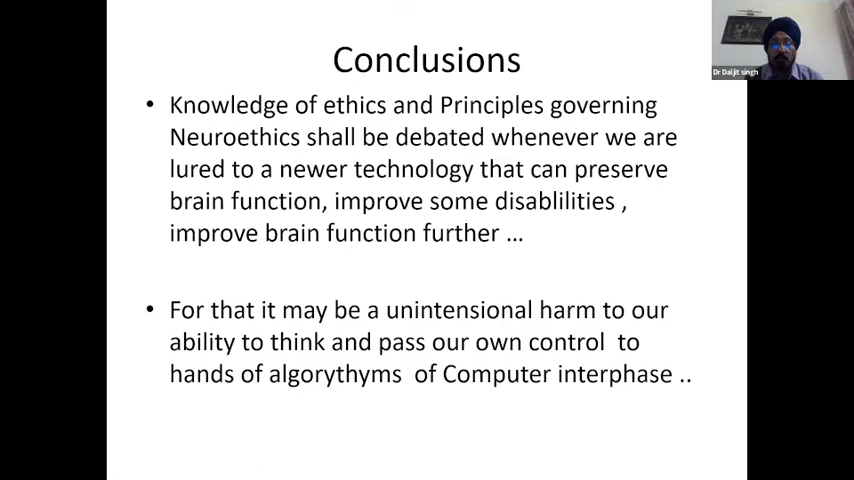 Conclusions
• Knowledge of ethics and Principles governing
Neuroethics shall be debated whenever we are
lured to a newer technology that can preserve
brain function, improve some disablilities ,
improve brain function further ...
• For that it may be a unintensional harm to our
ability to think and pass our own control  to
hands of algorythyms  of Computer interphase ..
Dr Daljit singh